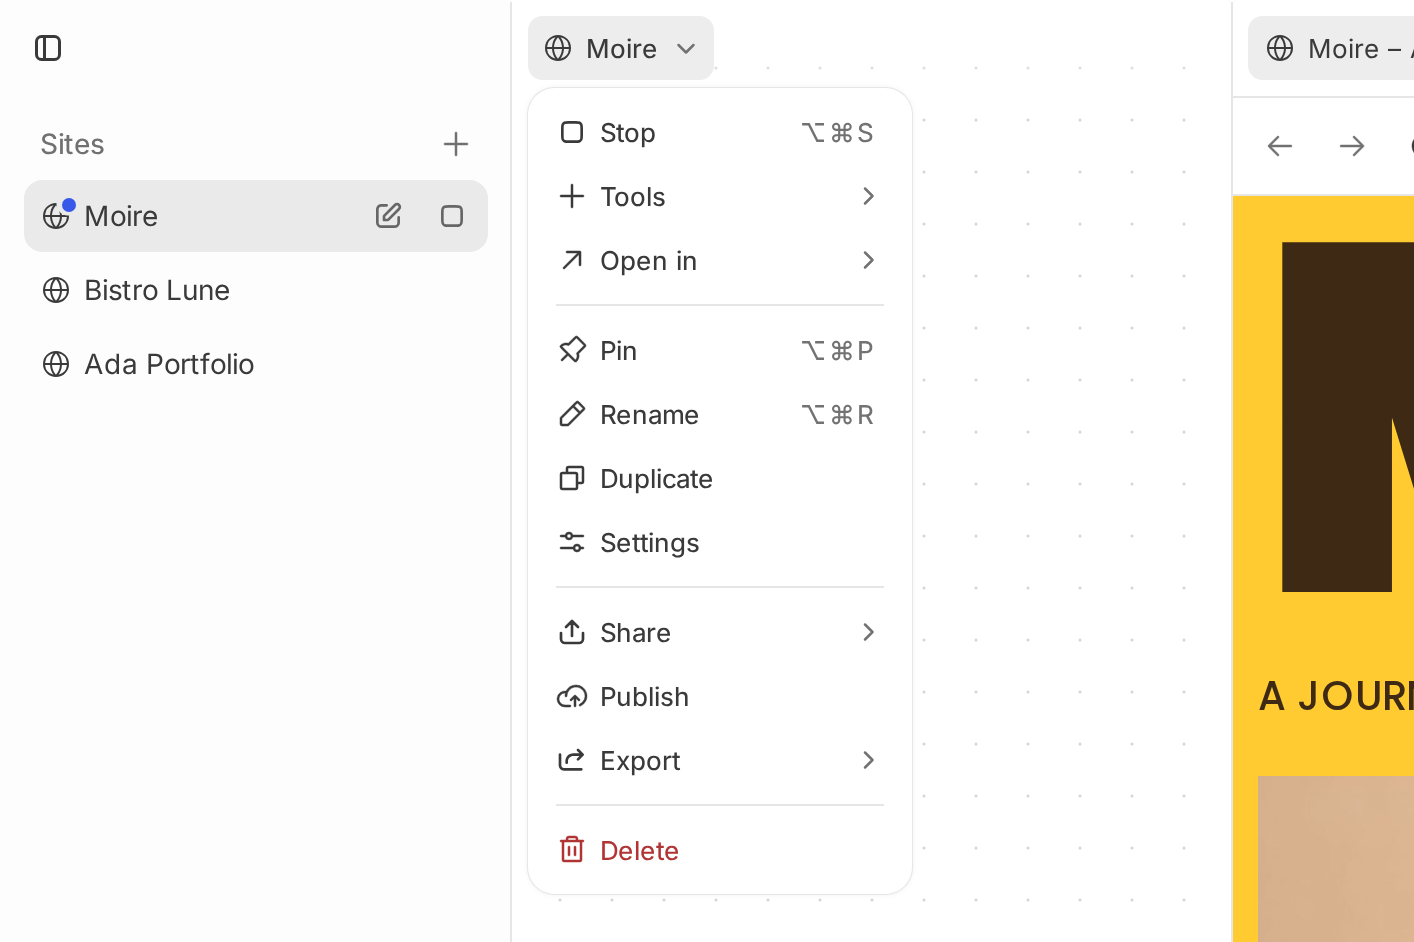 Sites
Moire
Bistro Lune
Ada Portfolio
Moire
Stop ⌥⌘S
Tools
Open in
Pin ⌥⌘P
Rename ⌥⌘R
Duplicate
Settings
Share
Publish
Export
Delete
Moire –
A